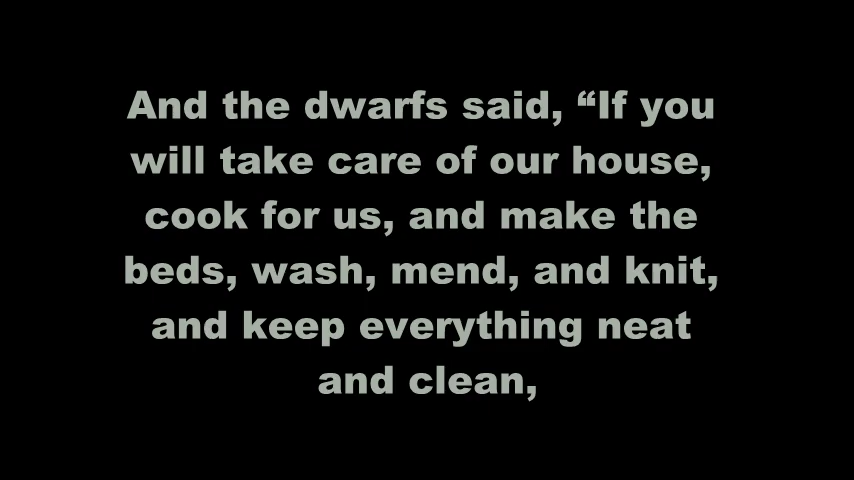 And the dwarfs said, “If you
will take care of our house,
cook for us, and make the
beds, wash, mend, and knit,
and keep everything neat
and clean,